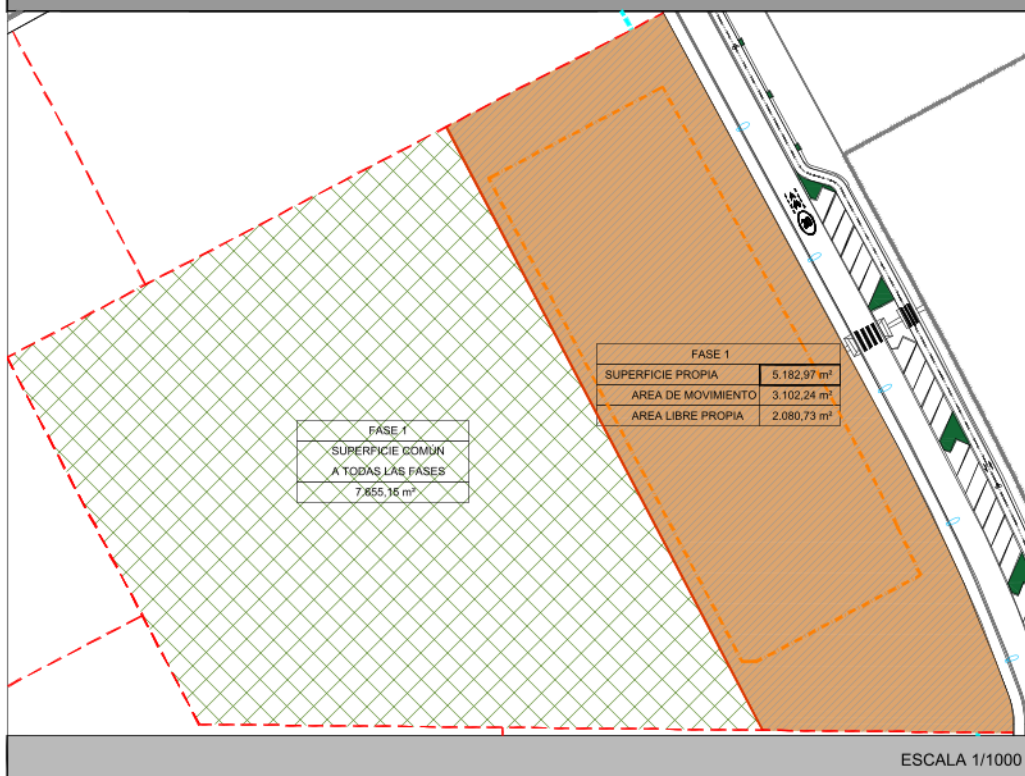 FASE 1
SUPERFICIE PROPIA 5.182,97 m²
AREA DE MOVIMIENTO 3.102,24 m²
AREA LIBRE PROPIA 2.080,73 m²
FASE 1
SUPERFICIE COMÚN
A TODAS LAS FASES
7.655,15 m²
ESCALA 1/1000